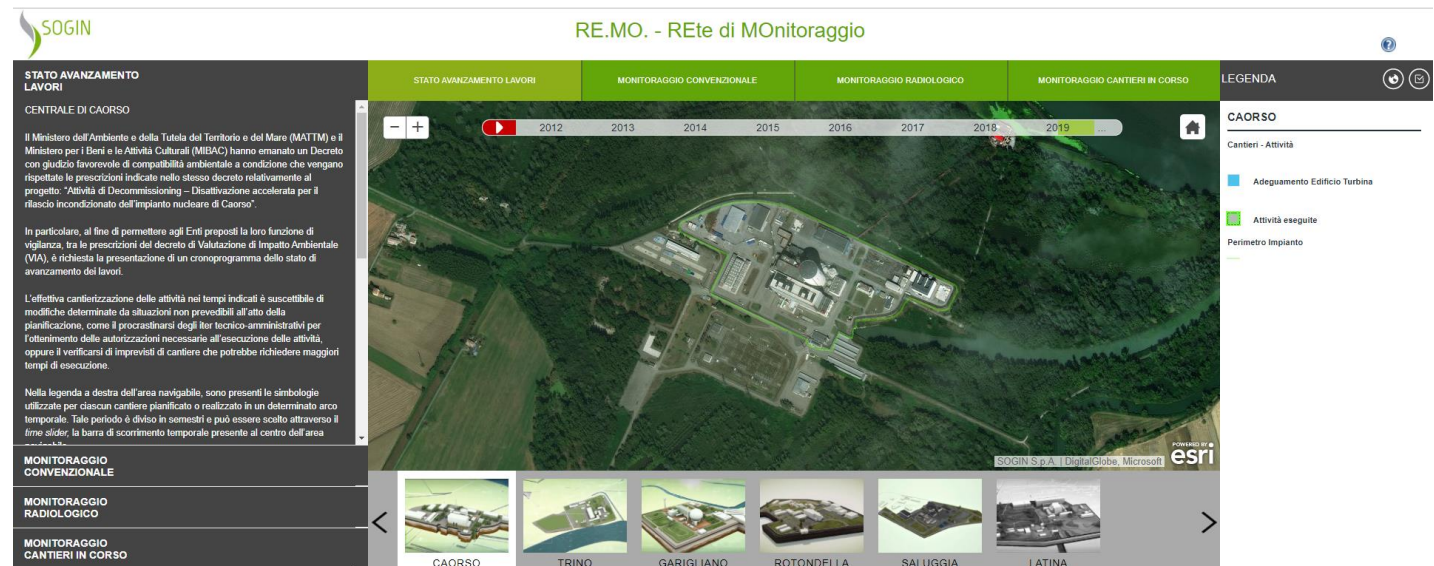 SOGIN
RE.MO. - REte di MOnitoraggio
STATO AVANZAMENTO
LAVORI
CENTRALE DI CAORSO
Il Ministero dell'Ambiente e della Tutela del Territorio e del Mare (MATTM) e il
Ministero per i Beni e le Attività Culturali (MIBAC) hanno emanato un Decreto
con giudizio favorevole di compatibilità ambientale a condizione che vengano
rispettate le prescrizioni indicate nello stesso decreto relativamente al
progetto: "Attività di Decommissioning – Disattivazione accelerata per il
rilascio incondizionato dell'impianto nucleare di Caorso".
In particolare, al fine di permettere agli Enti preposti la loro funzione di
vigilanza, tra le prescrizioni del decreto di Valutazione di Impatto Ambientale
(VIA), è richiesta la presentazione di un cronoprogramma dello stato di
avanzamento dei lavori.
L'effettiva cantierizzazione delle attività nei tempi indicati è suscettibile di
modifiche determinate da situazioni non prevedibili all'atto della
pianificazione, come il procrastinarsi degli iter tecnico-amministrativi per
l'ottenimento delle autorizzazioni necessarie all'esecuzione delle attività,
oppure il verificarsi di imprevisti di cantiere che potrebbe richiedere maggiori
tempi di esecuzione.
Nella legenda a destra dell'area navigabile, sono presenti le simbologie
utilizzate per ciascun cantiere pianificato o realizzato in un determinato arco
temporale. Tale periodo è diviso in semestri e può essere scelto attraverso il
time slider, la barra di scorrimento temporale presente al centro dell'area
MONITORAGGIO
CONVENZIONALE
MONITORAGGIO
RADIOLOGICO
MONITORAGGIO
CANTIERI IN CORSO
STATO AVANZAMENTO LAVORI
MONITORAGGIO CONVENZIONALE
MONITORAGGIO RADIOLOGICO
MONITORAGGIO CANTIERI IN CORSO
− +
2012 2013 2014 2015 2016 2017 2018 2019 ...
POWERED BY
esri
SOGIN S.p.A. | DigitalGlobe, Microsoft
CAORSO TRINO GARIGLIANO ROTONDELLA SALUGGIA LATINA
?
LEGENDA
CAORSO
Cantieri - Attività
Adeguamento Edificio Turbina
Attività eseguite
Perimetro Impianto